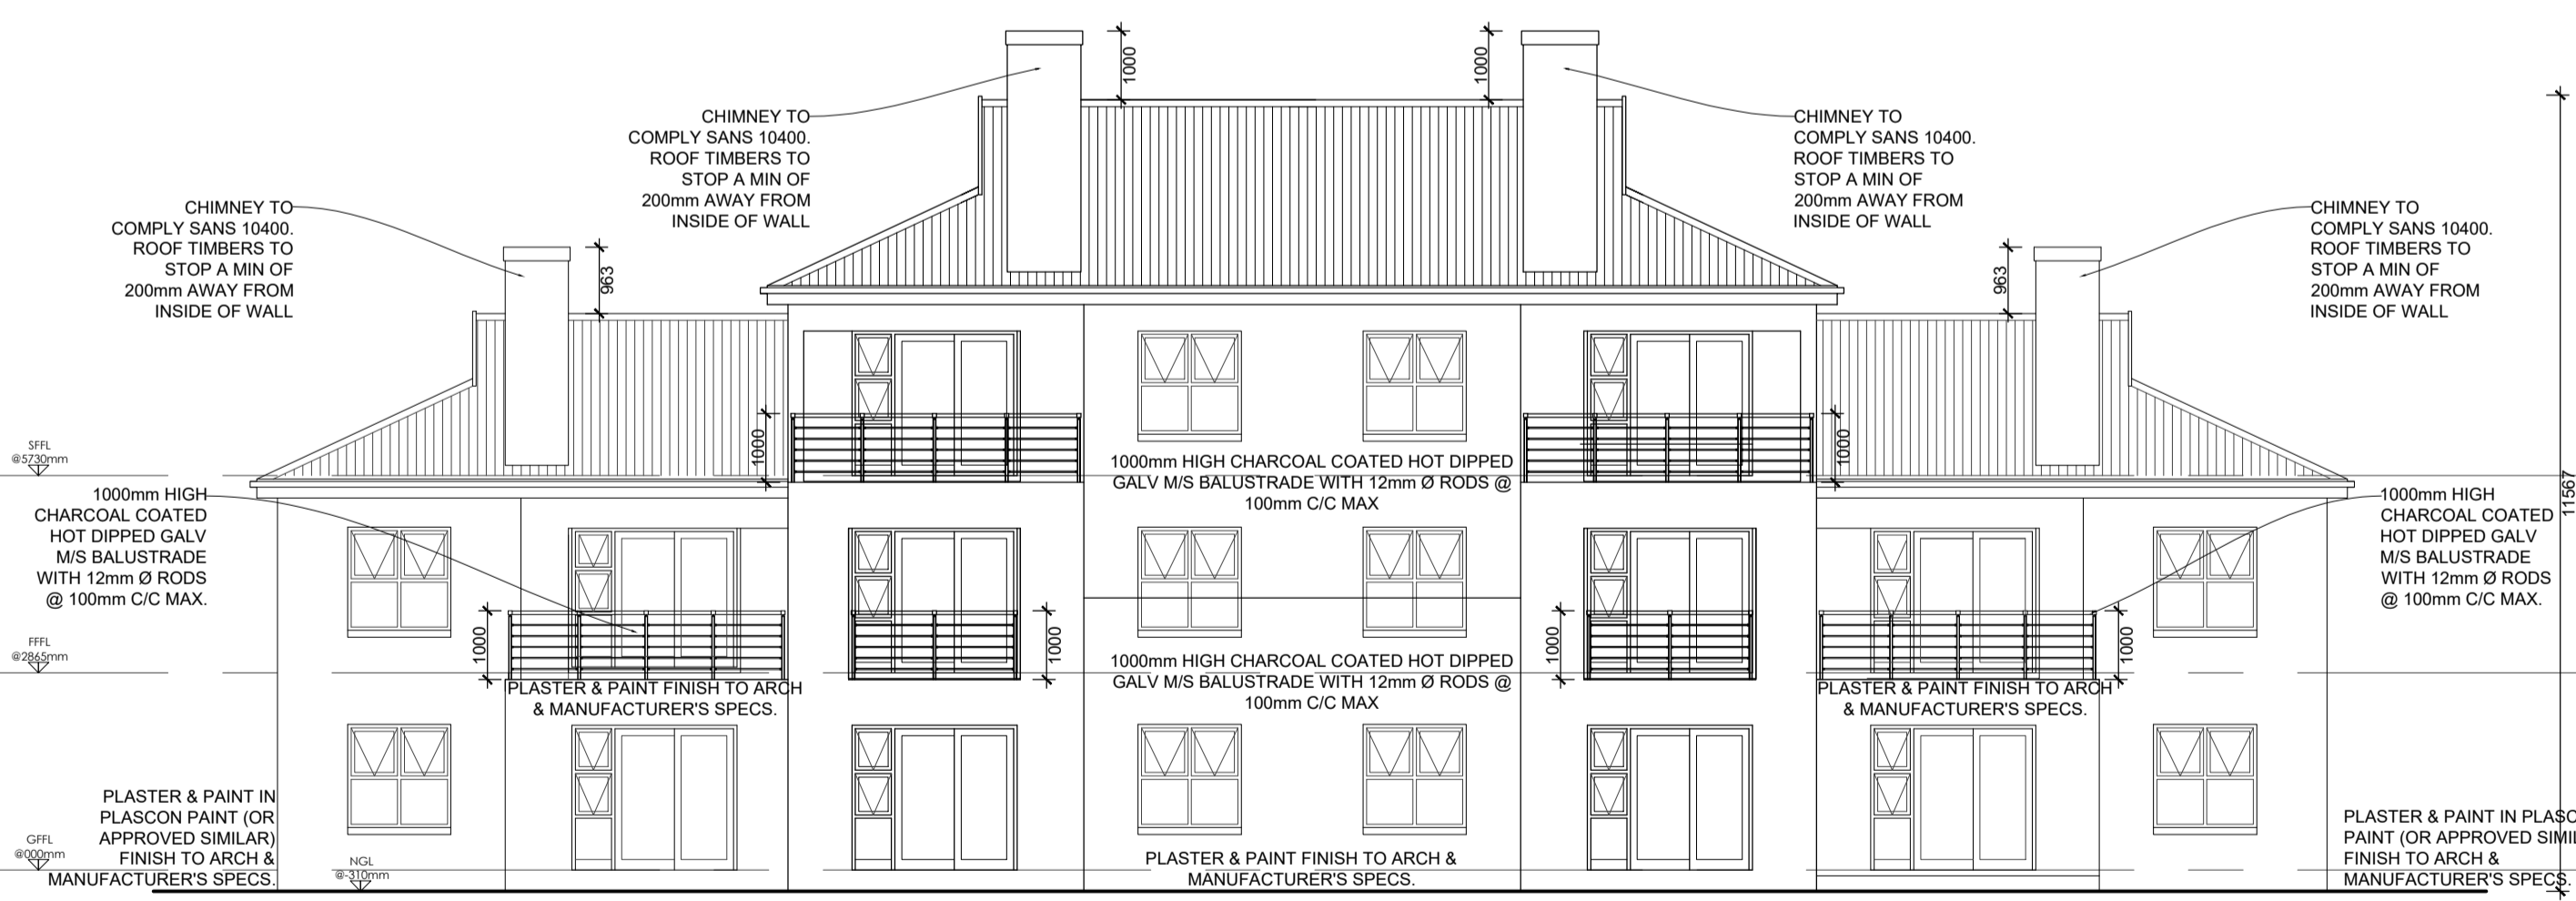 1000
1000
CHIMNEY TO
COMPLY SANS 10400.
ROOF TIMBERS TO
STOP A MIN OF
200mm AWAY FROM
INSIDE OF WALL
CHIMNEY TO
COMPLY SANS 10400.
ROOF TIMBERS TO
STOP A MIN OF
200mm AWAY FROM
INSIDE OF WALL
CHIMNEY TO
COMPLY SANS 10400.
ROOF TIMBERS TO
STOP A MIN OF
200mm AWAY FROM
INSIDE OF WALL
963
963
CHIMNEY TO
COMPLY SANS 10400.
ROOF TIMBERS TO
STOP A MIN OF
200mm AWAY FROM
INSIDE OF WALL
SFFL
@5730mm
1000
1000
11567
1000mm HIGH CHARCOAL COATED HOT DIPPED
GALV M/S BALUSTRADE WITH 12mm Ø RODS @
100mm C/C MAX
1000mm HIGH
CHARCOAL COATED
HOT DIPPED GALV
M/S BALUSTRADE
WITH 12mm Ø RODS
@ 100mm C/C MAX.
1000mm HIGH
CHARCOAL COATED
HOT DIPPED GALV
M/S BALUSTRADE
WITH 12mm Ø RODS
@ 100mm C/C MAX.
FFFL
@2865mm
1000
1000
1000
1000
1000mm HIGH CHARCOAL COATED HOT DIPPED
GALV M/S BALUSTRADE WITH 12mm Ø RODS @
100mm C/C MAX
PLASTER & PAINT FINISH TO ARCH
& MANUFACTURER'S SPECS.
PLASTER & PAINT FINISH TO ARCH
& MANUFACTURER'S SPECS.
PLASTER & PAINT IN
PLASCON PAINT (OR
APPROVED SIMILAR)
FINISH TO ARCH &
MANUFACTURER'S SPECS.
GFFL
@000mm
NGL
@-310mm
PLASTER & PAINT FINISH TO ARCH &
MANUFACTURER'S SPECS.
PLASTER & PAINT IN PLASC
PAINT (OR APPROVED SIMI
FINISH TO ARCH &
MANUFACTURER'S SPECS.